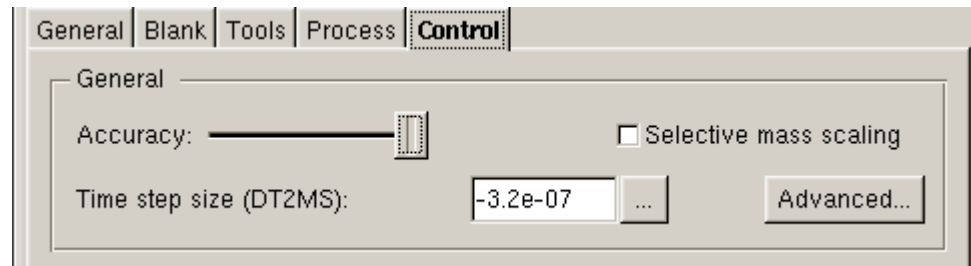 General Blank Tools Process Control
General
Accuracy: Selective mass scaling
Time step size (DT2MS): -3.2e-07 ... Advanced...